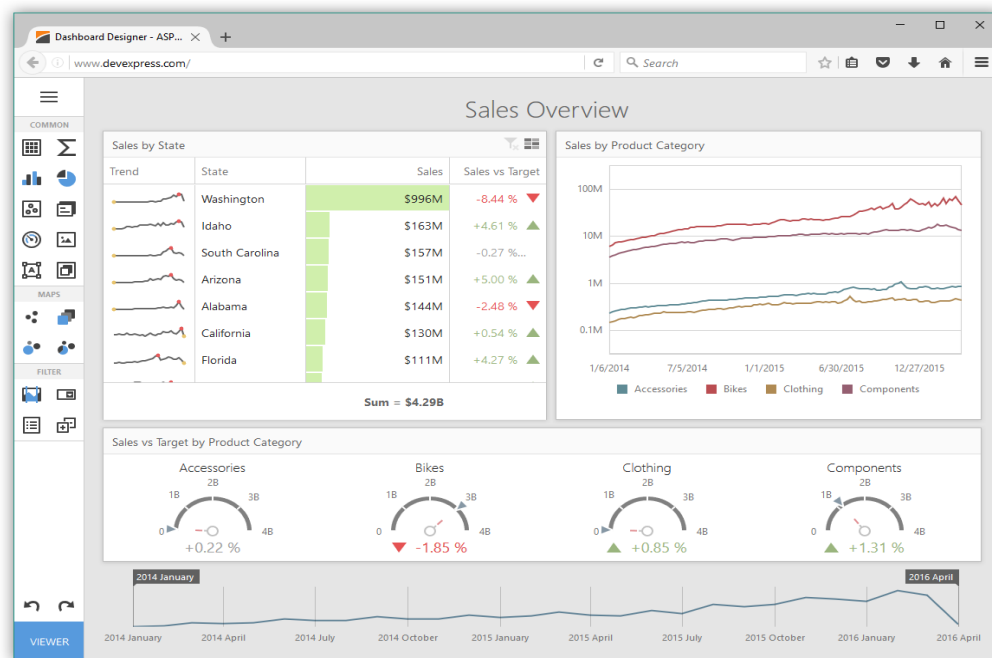 Dashboard Designer - ASP...
www.devexpress.com/
Search
Sales Overview
COMMON
MAPS
FILTER
VIEWER
Sales by State
Trend State Sales Sales vs Target
Washington $996M -8.44 %
Idaho $163M +4.61 %
South Carolina $157M -0.27 %...
Arizona $151M +5.00 %
Alabama $144M -2.48 %
California $130M +0.54 %
Florida $111M +4.27 %
Sum = $4.29B
Sales by Product Category
100M
10M
1M
0.1M
1/6/2014 7/5/2014 1/1/2015 6/30/2015 12/27/2015
Accessories Bikes Clothing Components
Sales vs Target by Product Category
Accessories
0 1B 2B 3B 4B
+0.22 %
Bikes
0 1B 2B 3B 4B
-1.85 %
Clothing
0 1B 2B 3B 4B
+0.85 %
Components
0 1B 2B 3B 4B
+1.31 %
2014 January 2016 April
2014 January 2014 April 2014 July 2014 October 2015 January 2015 April 2015 July 2015 October 2016 January 2016 April